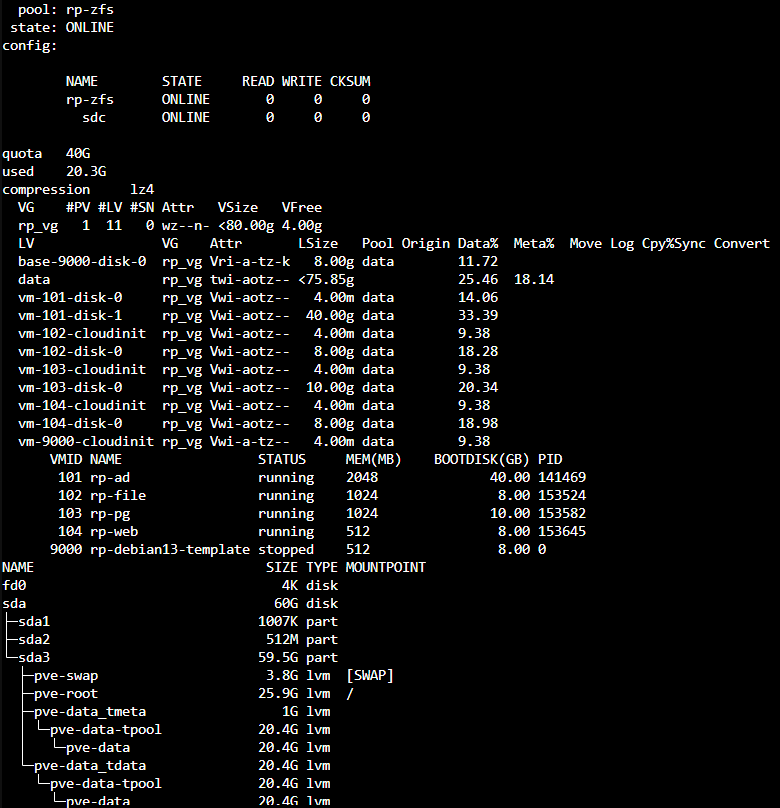 pool: rp-zfs
 state: ONLINE
config:

        NAME        STATE     READ WRITE CKSUM
        rp-zfs      ONLINE       0     0     0
          sdc       ONLINE       0     0     0

quota   40G
used    20.3G
compression     lz4
  VG    #PV #LV #SN Attr   VSize   VFree
  rp_vg   1  11   0 wz--n- <80.00g 4.00g
  LV                VG    Attr       LSize   Pool Origin Data%  Meta%  Move Log Cpy%Sync Convert
  base-9000-disk-0  rp_vg Vri-a-tz-k   8.00g data        11.72
  data              rp_vg twi-aotz-- <75.85g             25.46  18.14
  vm-101-disk-0     rp_vg Vwi-aotz--   4.00m data        14.06
  vm-101-disk-1     rp_vg Vwi-aotz--  40.00g data        33.39
  vm-102-cloudinit  rp_vg Vwi-aotz--   4.00m data        9.38
  vm-102-disk-0     rp_vg Vwi-aotz--   8.00g data        18.28
  vm-103-cloudinit  rp_vg Vwi-aotz--   4.00m data        9.38
  vm-103-disk-0     rp_vg Vwi-aotz--  10.00g data        20.34
  vm-104-cloudinit  rp_vg Vwi-aotz--   4.00m data        9.38
  vm-104-disk-0     rp_vg Vwi-aotz--   8.00g data        18.98
  vm-9000-cloudinit rp_vg Vwi-a-tz--   4.00m data        9.38
      VMID NAME                 STATUS     MEM(MB)    BOOTDISK(GB) PID
       101 rp-ad                running    2048              40.00 141469
       102 rp-file              running    1024               8.00 153524
       103 rp-pg                running    1024              10.00 153582
       104 rp-web               running    512                8.00 153645
      9000 rp-debian13-template stopped    512                8.00 0
NAME                             SIZE TYPE MOUNTPOINT
fd0                                4K disk
sda                               60G disk
├─sda1                          1007K part
├─sda2                           512M part
└─sda3                          59.5G part
  ├─pve-swap                     3.8G lvm  [SWAP]
  ├─pve-root                    25.9G lvm  /
  ├─pve-data_tmeta                 1G lvm
  │ └─pve-data-tpool            20.4G lvm
  │   └─pve-data                20.4G lvm
  └─pve-data_tdata              20.4G lvm
    └─pve-data-tpool            20.4G lvm
      └─pve-data                20.4G lvm